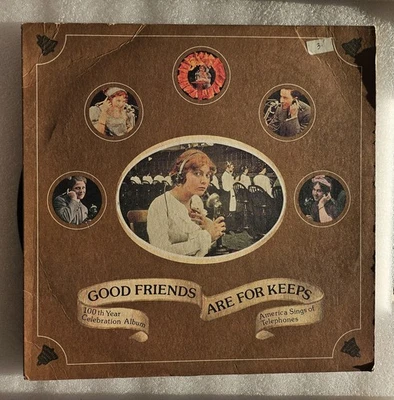 GOOD FRIENDS
ARE FOR KEEPS
100th Year
Celebration Album
America Sings of
Telephones